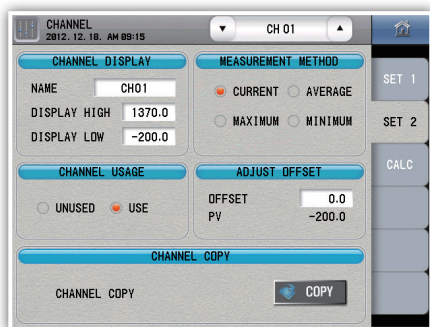 CHANNEL
2012. 12. 18. AM 09:15
▼ CH 01 ▲
CHANNEL DISPLAY
NAME CH01
DISPLAY HIGH 1370.0
DISPLAY LOW -200.0
MEASUREMENT METHOD
CURRENT AVERAGE
MAXIMUM MINIMUM
CHANNEL USAGE
UNUSED USE
ADJUST OFFSET
OFFSET 0.0
PV -200.0
CHANNEL COPY
CHANNEL COPY COPY
SET 1
SET 2
CALC